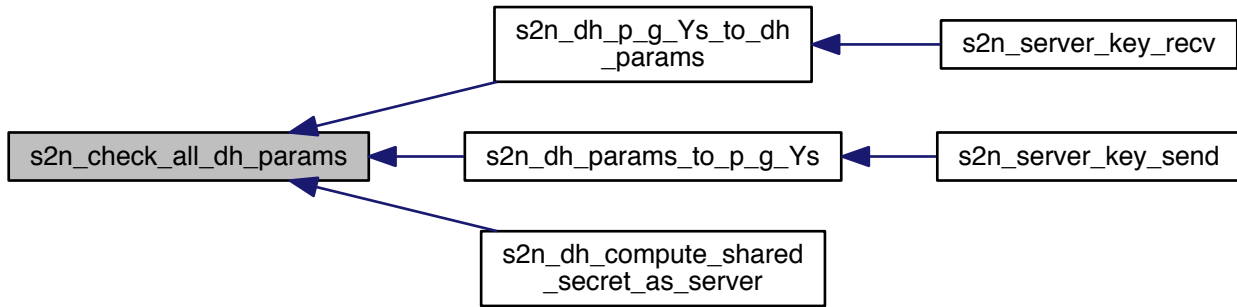 s2n_dh_p_g_Ys_to_dh
_params
s2n_server_key_recv
s2n_check_all_dh_params
s2n_dh_params_to_p_g_Ys
s2n_server_key_send
s2n_dh_compute_shared
_secret_as_server